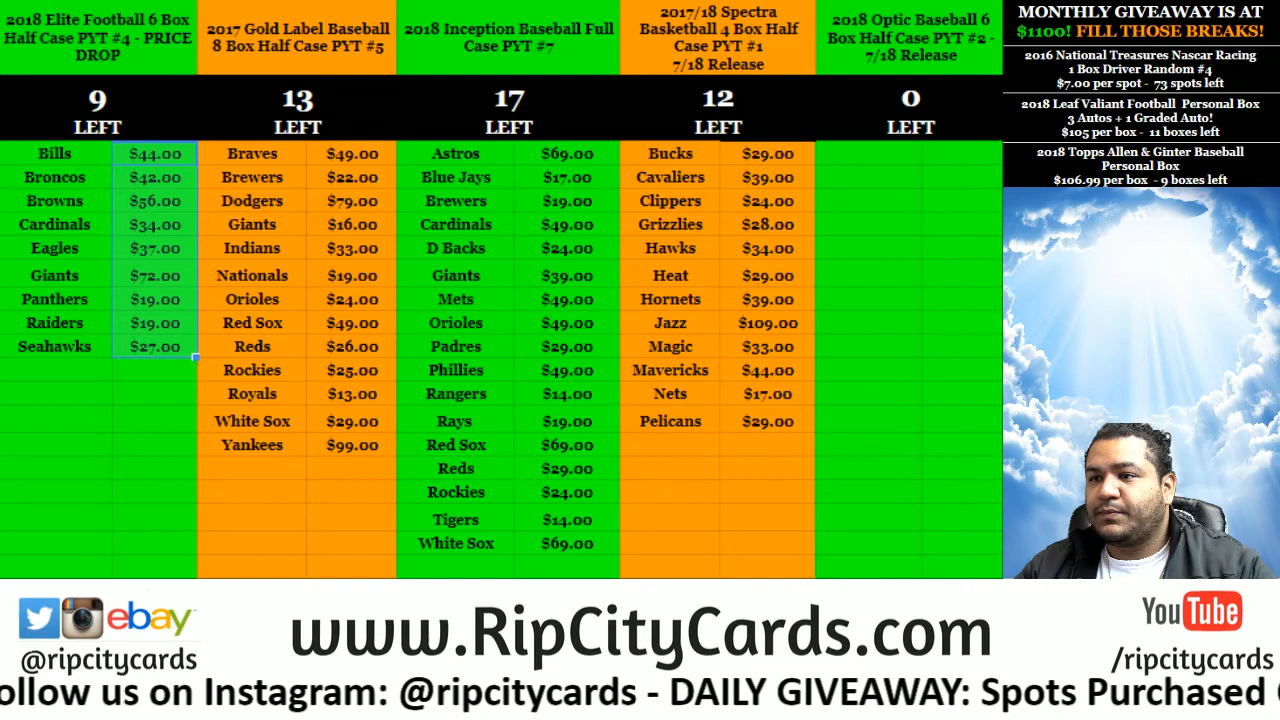 2018 Elite Football 6 Box
Half Case PYT #4 - PRICE
DROP
9
LEFT
Bills $44.00
Broncos $42.00
Browns $56.00
Cardinals $34.00
Eagles $37.00
Giants $72.00
Panthers $19.00
Raiders $19.00
Seahawks $27.00
2017 Gold Label Baseball
8 Box Half Case PYT #5
13
LEFT
Braves $49.00
Brewers $22.00
Dodgers $79.00
Giants $16.00
Indians $33.00
Nationals $19.00
Orioles $24.00
Red Sox $49.00
Reds $26.00
Rockies $25.00
Royals $13.00
White Sox $29.00
Yankees $99.00
2018 Inception Baseball Full
Case PYT #7
17
LEFT
Astros $69.00
Blue Jays $17.00
Brewers $19.00
Cardinals $49.00
D Backs $24.00
Giants $39.00
Mets $49.00
Orioles $49.00
Padres $29.00
Phillies $49.00
Rangers $14.00
Rays $19.00
Red Sox $69.00
Reds $29.00
Rockies $24.00
Tigers $14.00
White Sox $69.00
2017/18 Spectra
Basketball 4 Box Half
Case PYT #1
7/18 Release
12
LEFT
Bucks $29.00
Cavaliers $39.00
Clippers $24.00
Grizzlies $28.00
Hawks $34.00
Heat $29.00
Hornets $39.00
Jazz $109.00
Magic $33.00
Mavericks $44.00
Nets $17.00
Pelicans $29.00
2018 Optic Baseball 6
Box Half Case PYT #2 -
7/18 Release
0
LEFT
MONTHLY GIVEAWAY IS AT
$1100! FILL THOSE BREAKS!
2016 National Treasures Nascar Racing
1 Box Driver Random #4
$7.00 per spot - 73 spots left
2018 Leaf Valiant Football Personal Box
3 Autos + 1 Graded Auto!
$105 per box - 11 boxes left
2018 Topps Allen & Ginter Baseball
Personal Box
$106.99 per box - 9 boxes left
ebay
@ripcitycards
www.RipCityCards.com
YouTube
/ripcitycards
ollow us on Instagram: @ripcitycards - DAILY GIVEAWAY: Spots Purchased